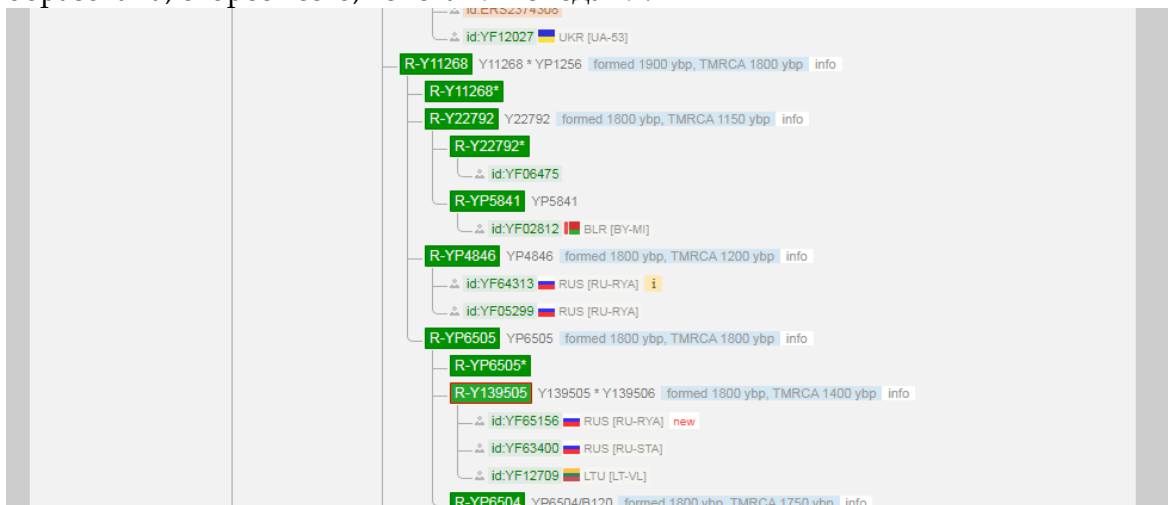 id:ERS2374308
id:YF12027 UKR [UA-53]
R-Y11268 Y11268 * YP1256 formed 1900 ybp, TMRCA 1800 ybp info
R-Y11268*
R-Y22792 Y22792 formed 1800 ybp, TMRCA 1150 ybp info
R-Y22792*
id:YF06475
R-YP5841 YP5841
id:YF02812 BLR [BY-MI]
R-YP4846 YP4846 formed 1800 ybp, TMRCA 1200 ybp info
id:YF64313 RUS [RU-RYA] i
id:YF05299 RUS [RU-RYA]
R-YP6505 YP6505 formed 1800 ybp, TMRCA 1800 ybp info
R-YP6505*
R-Y139505 Y139505 * Y139506 formed 1800 ybp, TMRCA 1400 ybp info
id:YF65156 RUS [RU-RYA] new
id:YF63400 RUS [RU-STA]
id:YF12709 LTU [LT-VL]
R-YP6504 YP6504/B120 formed 1800 ybp, TMRCA 1750 ybp info